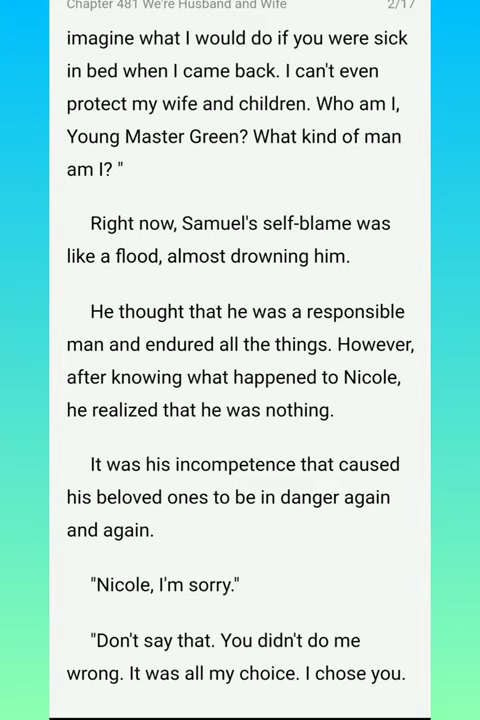 Chapter 481 We're Husband and Wife 2/17
imagine what I would do if you were sick
in bed when I came back. I can't even
protect my wife and children. Who am I,
Young Master Green? What kind of man
am I? "
Right now, Samuel's self-blame was
like a flood, almost drowning him.
He thought that he was a responsible
man and endured all the things. However,
after knowing what happened to Nicole,
he realized that he was nothing.
It was his incompetence that caused
his beloved ones to be in danger again
and again.
"Nicole, I'm sorry."
"Don't say that. You didn't do me
wrong. It was all my choice. I chose you.